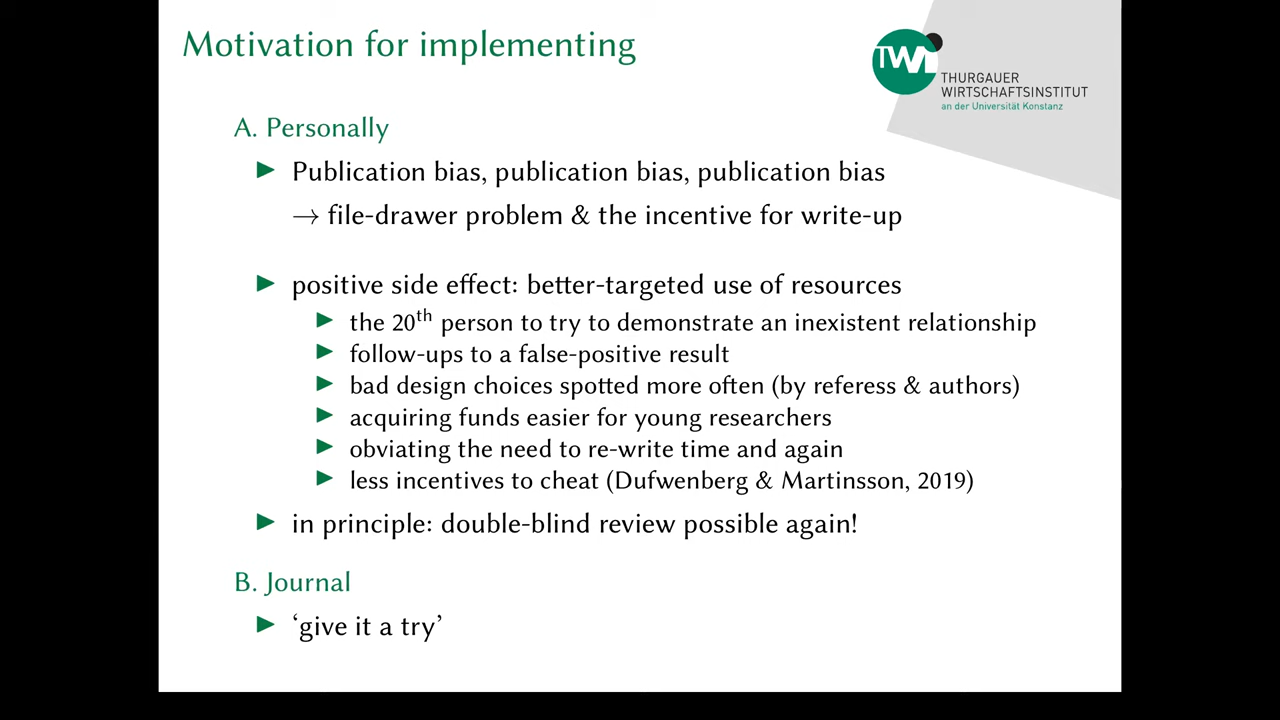 Motivation for implementing
TWI
THURGAUER
WIRTSCHAFTSINSTITUT
an der Universität Konstanz
A. Personally
▶ Publication bias, publication bias, publication bias
→ file-drawer problem & the incentive for write-up
▶ positive side effect: better-targeted use of resources
▶ the 20th person to try to demonstrate an inexistent relationship
▶ follow-ups to a false-positive result
▶ bad design choices spotted more often (by referess & authors)
▶ acquiring funds easier for young researchers
▶ obviating the need to re-write time and again
▶ less incentives to cheat (Dufwenberg & Martinsson, 2019)
▶ in principle: double-blind review possible again!
B. Journal
▶ ‘give it a try’